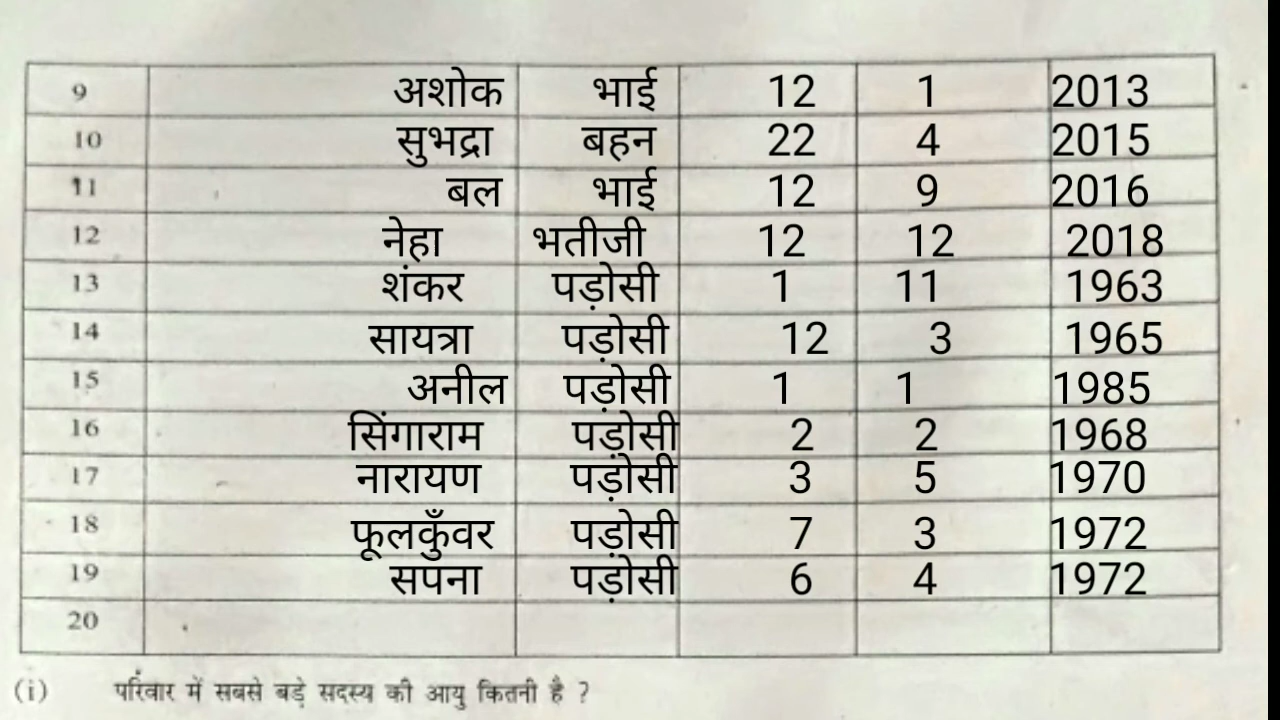 9 अशोक भाई 12 1 2013
10 सुभद्रा बहन 22 4 2015
11 बल भाई 12 9 2016
12 नेहा भतीजी 12 12 2018
13 शंकर पड़ोसी 1 11 1963
14 सायत्रा पड़ोसी 12 3 1965
15 अनील पड़ोसी 1 1 1985
16 सिंगाराम पड़ोसी 2 2 1968
17 नारायण पड़ोसी 3 5 1970
18 फूलकुँवर पड़ोसी 7 3 1972
19 सपना पड़ोसी 6 4 1972
20
(i) परिवार में सबसे बड़े सदस्य की आयु कितनी है ?